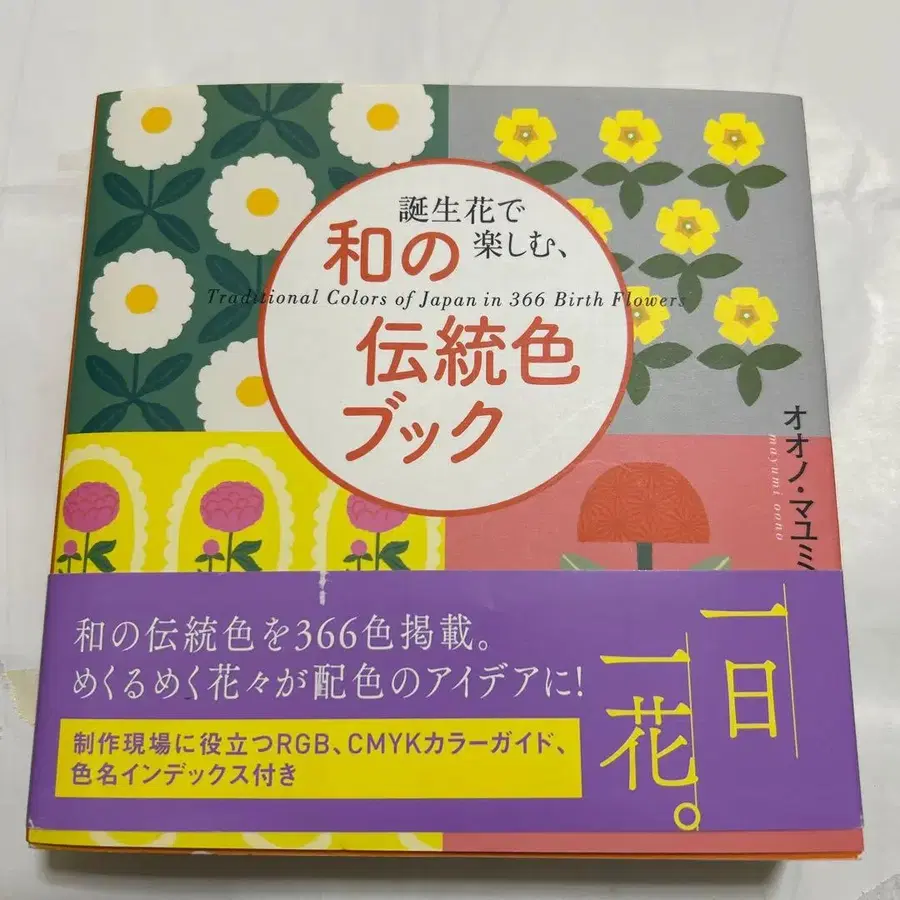 誕生花で
楽しむ、
和の
Traditional Colors of Japan in 366 Birth Flowers
伝統色
ブック
オオノ・マユミ
mayumi oono
和の伝統色を366色掲載。
めくるめく花々が配色のアイデアに!
制作現場に役立つRGB、CMYKカラーガイド、
色名インデックス付き
一日
一花。